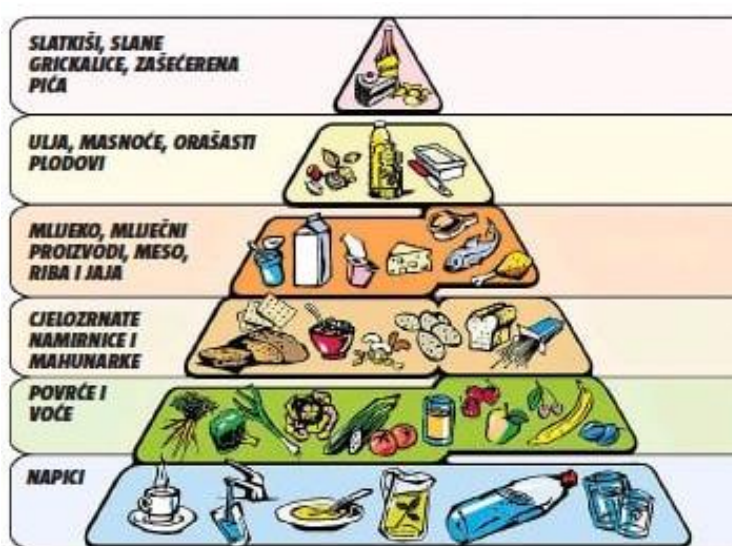 SLATKIŠI, SLANE
GRICKALICE, ZAŠEĆERENA
PIĆA
ULJA, MASNOĆE, ORAŠASTI
PLODOVI
MLIJEKO, MLIJEČNI
PROIZVODI, MESO,
RIBA I JAJA
CJELOZRNATE
NAMIRNICE I
MAHUNARKE
POVRĆE I
VOĆE
NAPICI